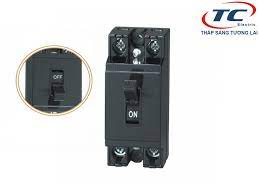 TC
Electric
THẮP SÁNG TƯƠNG LAI
OFF
ON